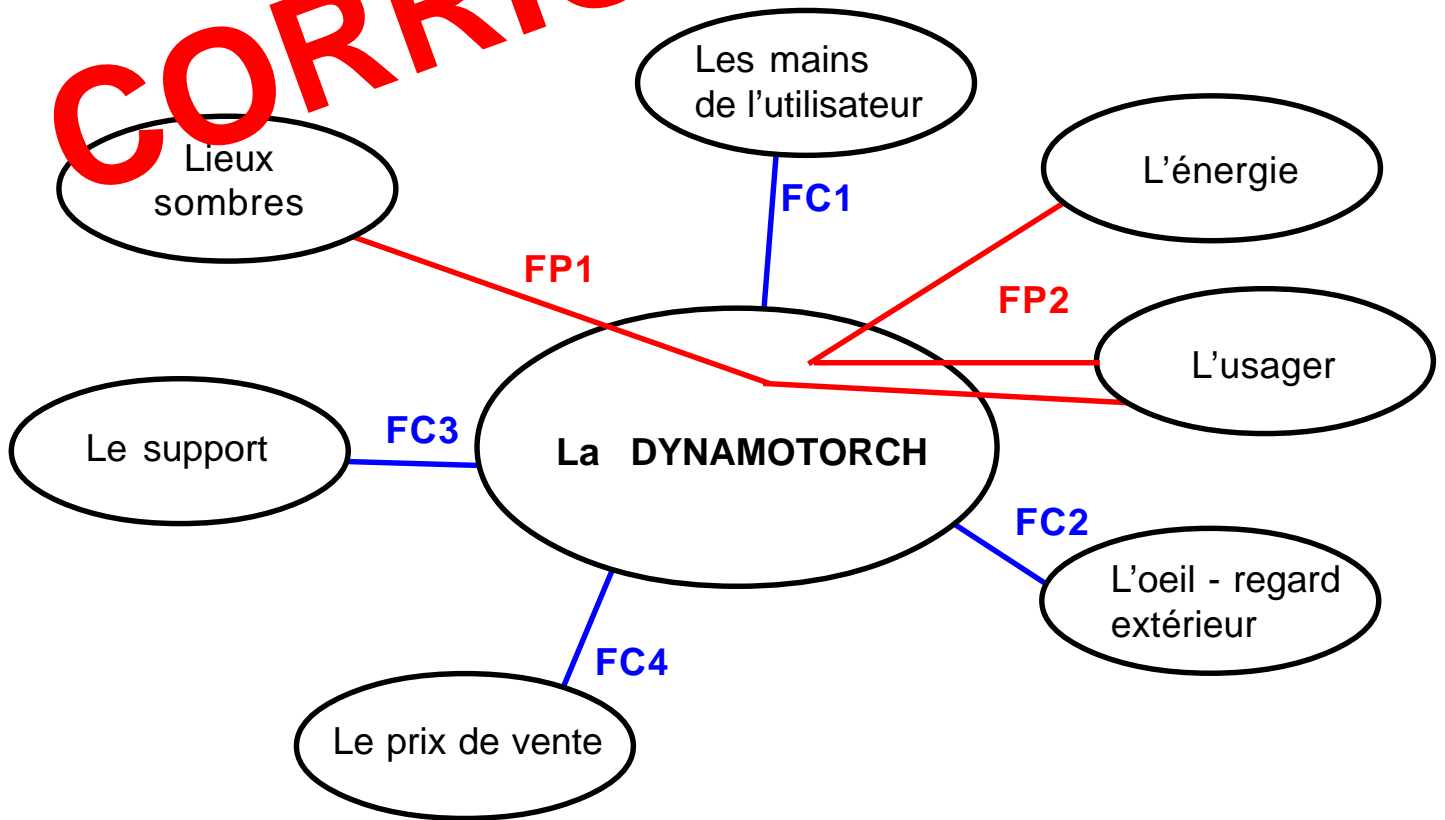 Les mains
de l'utilisateur
Lieux
sombres
L'énergie
FC1
FP1
FP2
L'usager
Le support
FC3
La DYNAMOTORCH
FC2
L'oeil - regard
extérieur
FC4
Le prix de vente